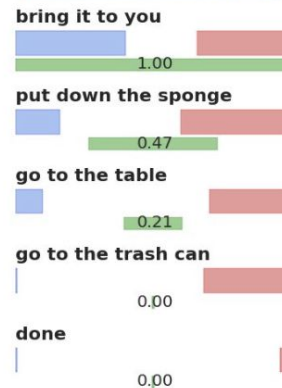 bring it to you
1.00
put down the sponge
0.47
go to the table
0.21
go to the trash can
0.00
done
0.00